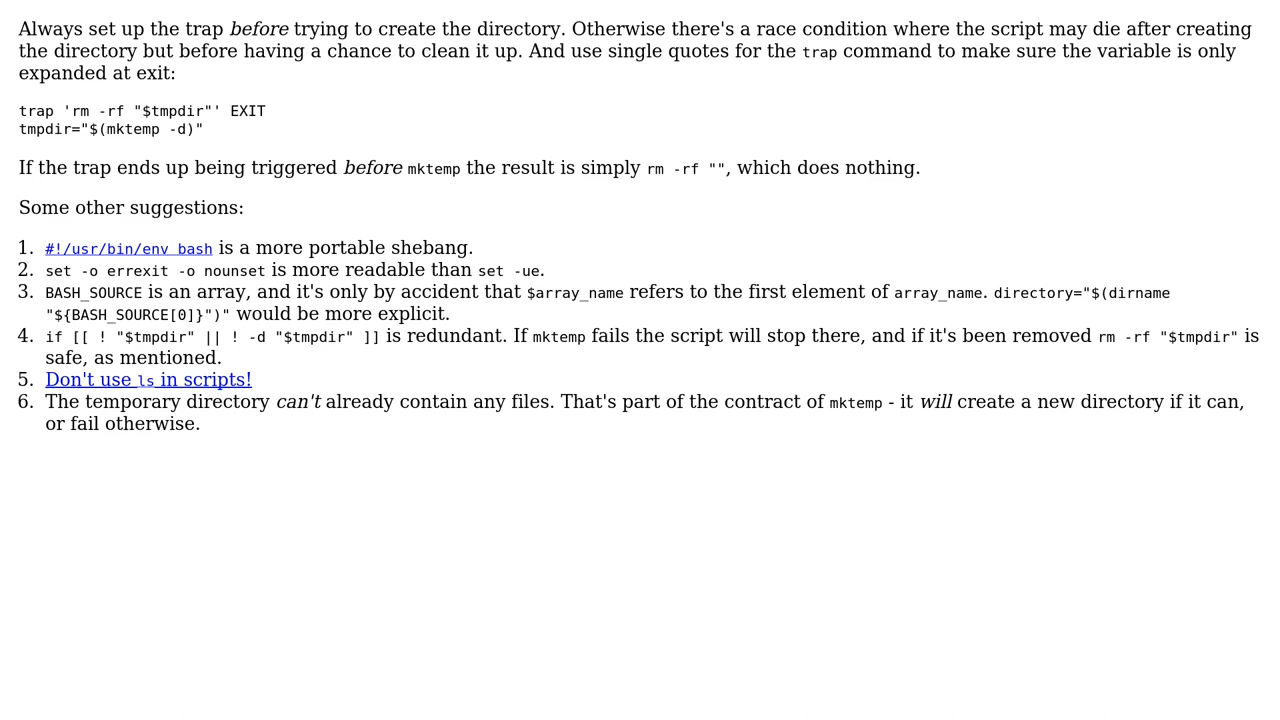 Always set up the trap before trying to create the directory. Otherwise there's a race condition where the script may die after creating
the directory but before having a chance to clean it up. And use single quotes for the trap command to make sure the variable is only
expanded at exit:
trap 'rm -rf "$tmpdir"' EXIT
tmpdir="$(mktemp -d)"
If the trap ends up being triggered before mktemp the result is simply rm -rf "", which does nothing.
Some other suggestions:
1. #!/usr/bin/env bash is a more portable shebang.
2. set -o errexit -o nounset is more readable than set -ue.
3. BASH_SOURCE is an array, and it's only by accident that $array_name refers to the first element of array_name. directory="$(dirname
"${BASH_SOURCE[0]}")" would be more explicit.
4. if [[ ! "$tmpdir" || ! -d "$tmpdir" ]] is redundant. If mktemp fails the script will stop there, and if it's been removed rm -rf "$tmpdir" is
safe, as mentioned.
5. Don't use ls in scripts!
6. The temporary directory can't already contain any files. That's part of the contract of mktemp - it will create a new directory if it can,
or fail otherwise.